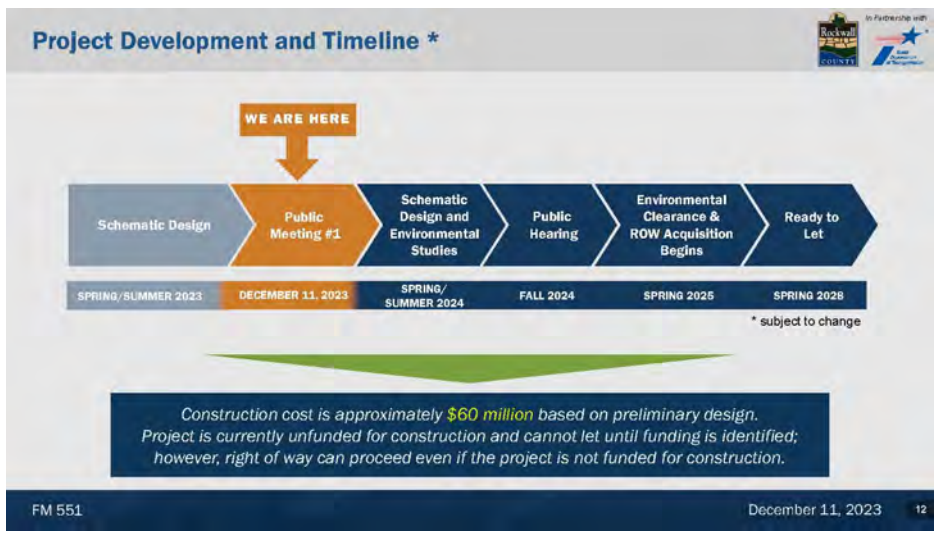 Project Development and Timeline *
Rockwall
COUNTY
In Partnership with
Texas
Department
of Transportation
WE ARE HERE
Schematic Design
Public
Meeting #1
Schematic
Design and
Environmental
Studies
Public
Hearing
Environmental
Clearance &
ROW Acquisition
Begins
Ready to
Let
SPRING/SUMMER 2023
DECEMBER 11, 2023
SPRING/
SUMMER 2024
FALL 2024
SPRING 2025
SPRING 2028
* subject to change
Construction cost is approximately $60 million based on preliminary design.
Project is currently unfunded for construction and cannot let until funding is identified;
however, right of way can proceed even if the project is not funded for construction.
FM 551
December 11, 2023
12